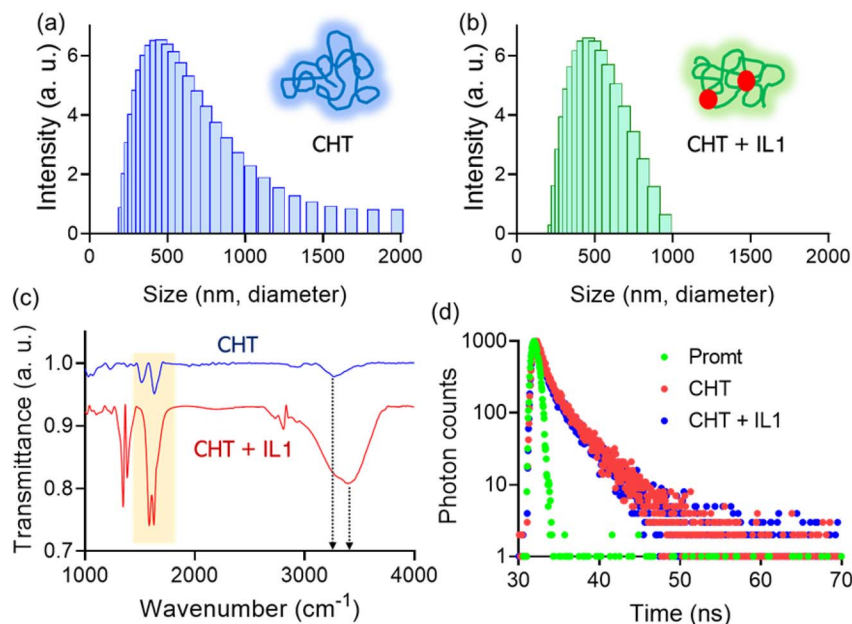 (a)
Intensity (a. u.)
6
4
2
0
CHT
0 500 1000 1500 2000
Size (nm, diameter)
(b)
Intensity (a. u.)
6
4
2
0
CHT + IL1
0 500 1000 1500 2000
Size (nm, diameter)
(c)
Transmittance (a. u.)
1.0
0.9
0.8
0.7
CHT
CHT + IL1
1000 2000 3000 4000
Wavenumber (cm⁻¹)
(d)
Photon counts
1000
100
10
1
Promt
CHT
CHT + IL1
30 40 50 60 70
Time (ns)